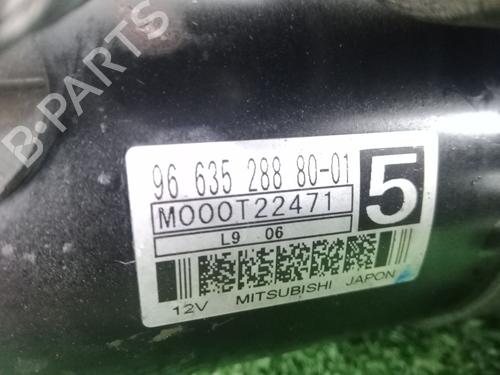 B-PARTS
96 635 288 80-01
5
M000T22471
L9 06
12V MITSUBISHI JAPON